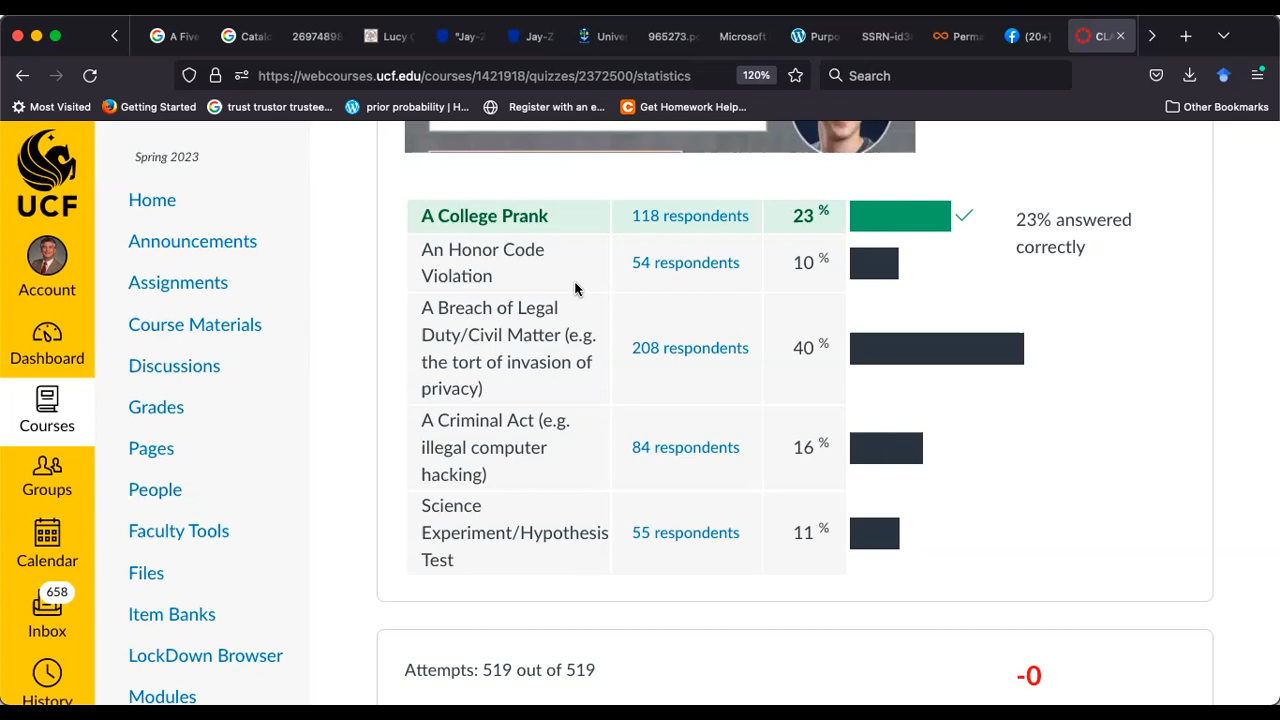 A Five
Catalo
26974898
Lucy (
"Jay-Z
Jay-Z
Unive
965273.p
Microsoft
Purpo
SSRN-id3
Perma
(20+)
CLA
https://webcourses.ucf.edu/courses/1421918/quizzes/2372500/statistics
120%
Search
Most Visited
Getting Started
trust trustor trustee...
prior probability | H...
Register with an e...
Get Homework Help...
Other Bookmarks
UCF
Account
Dashboard
Courses
Groups
Calendar
658
Inbox
History
Spring 2023
Home
Announcements
Assignments
Course Materials
Discussions
Grades
Pages
People
Faculty Tools
Files
Item Banks
LockDown Browser
Modules
A College Prank 118 respondents 23 %
An Honor Code
Violation
54 respondents 10 %
A Breach of Legal
Duty/Civil Matter (e.g.
the tort of invasion of
privacy)
208 respondents 40 %
A Criminal Act (e.g.
illegal computer
hacking)
84 respondents 16 %
Science
Experiment/Hypothesis
Test
55 respondents 11 %
23% answered
correctly
Attempts: 519 out of 519
-0